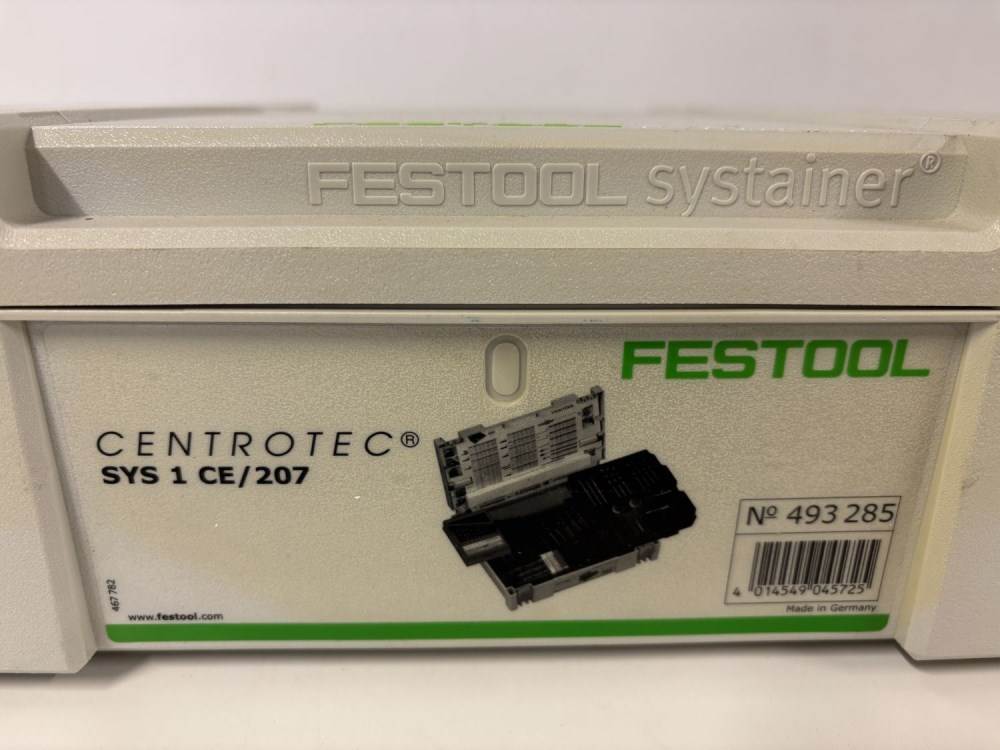 FESTOOL systainer®
FESTOOL
CENTROTEC®
SYS 1 CE/207
Nº 493 285
4 014549 045725
Made in Germany
467 782
www.festool.com